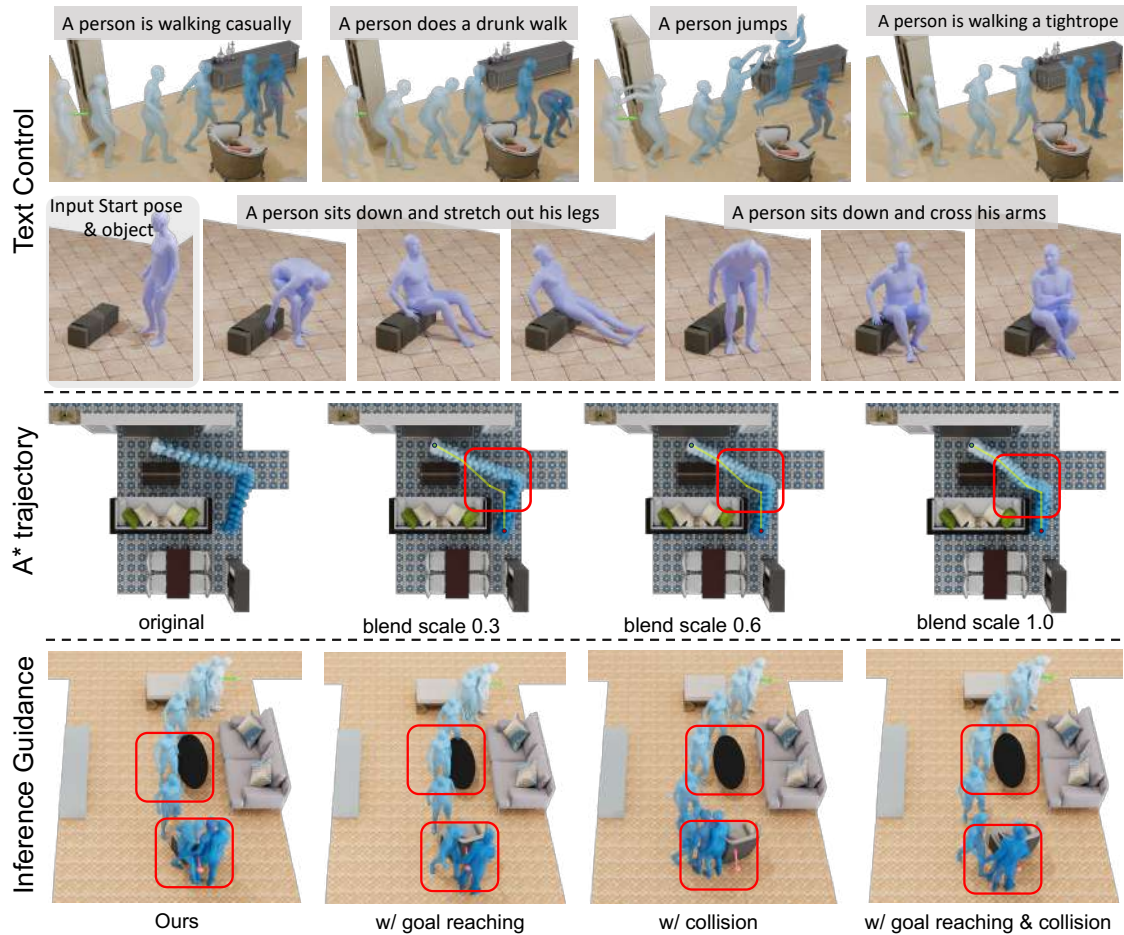 Text Control
A person is walking casually
A person does a drunk walk
A person jumps
A person is walking a tightrope
Input Start pose
& object
A person sits down and stretch out his legs
A person sits down and cross his arms
A* trajectory
original
blend scale 0.3
blend scale 0.6
blend scale 1.0
Inference Guidance
Ours
w/ goal reaching
w/ collision
w/ goal reaching & collision